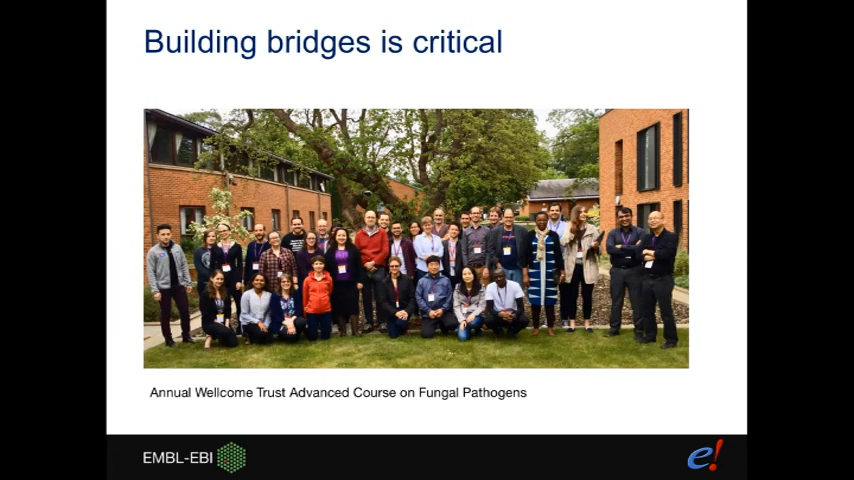 Building bridges is critical
Annual Wellcome Trust Advanced Course on Fungal Pathogens
EMBL-EBI
e!